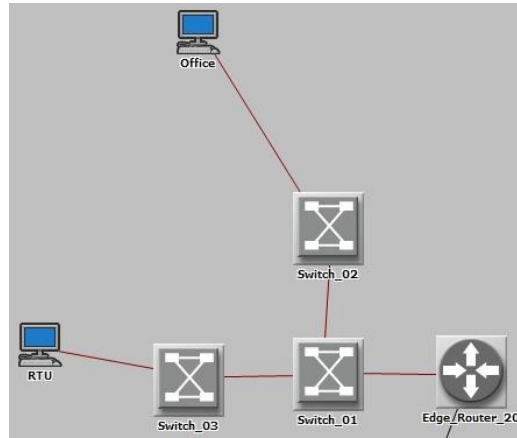 Office
Switch_02
RTU
Switch_03
Switch_01
Edge_Router_20